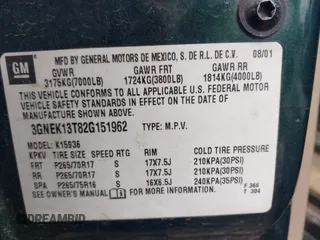 GM
MFD BY GENERAL MOTORS DE MEXICO, S. DE R.L. DE C.V. 08/01
GVWR GAWR FRT GAWR RR
3175KG(7000LB) 1724KG(3800LB) 1814KG(4000LB)
THIS VEHICLE CONFORMS TO ALL APPLICABLE U.S. FEDERAL MOTOR
VEHICLE SAFETY STANDARDS IN EFFECT ON THE DATE OF
MANUFACTURE SHOWN ABOVE.
3GNEK13T82G151962 TYPE: M.P.V.
MODEL: K15936
KPKV TIRE SIZE SPEED RTG RIM COLD TIRE PRESSURE
FRT P265/70R17 S 17X7.5J 210KPA(30PSI)
RR P265/70R17 S 17X7.5J 210KPA(30PSI)
SPA P265/75R16 S 16X6.5J 240KPA(35PSI)
SEE OWNER'S MANUAL FOR ADDITIONAL INFORMATION
F 365
T 304
DREAMBID